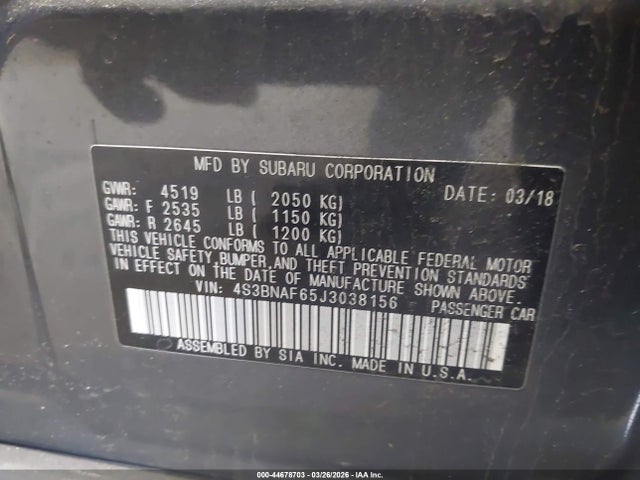 MFD BY SUBARU CORPORATION
GVWR: 4519 LB ( 2050 KG) DATE: 03/18
GAWR: F 2535 LB ( 1150 KG)
GAWR: R 2645 LB ( 1200 KG)
THIS VEHICLE CONFORMS TO ALL APPLICABLE FEDERAL MOTOR
VEHICLE SAFETY,BUMPER,AND THEFT PREVENTION STANDARDS
IN EFFECT ON THE DATE OF MANUFACTURE SHOWN ABOVE.
VIN: 4S3BNAF65J3038156 PASSENGER CAR
ASSEMBLED BY SIA INC. MADE IN U.S.A.
000-44678703 - 03/26/2026 - IAA Inc.